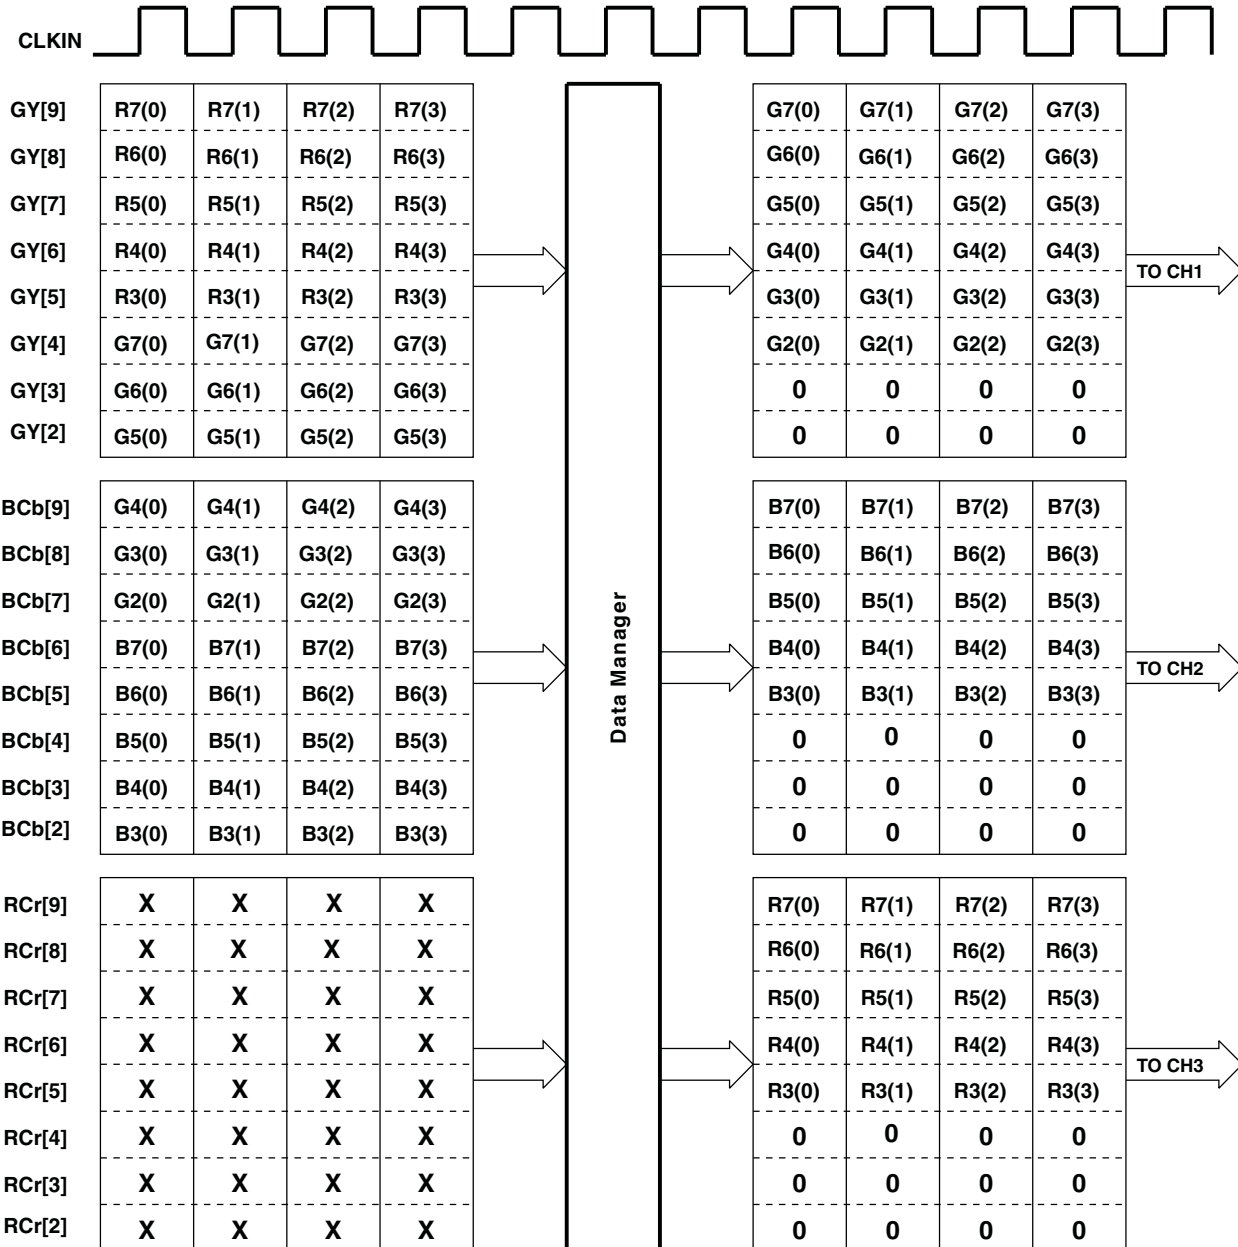 CLKIN
GY[9] R7(0) R7(1) R7(2) R7(3) G7(0) G7(1) G7(2) G7(3)
GY[8] R6(0) R6(1) R6(2) R6(3) G6(0) G6(1) G6(2) G6(3)
GY[7] R5(0) R5(1) R5(2) R5(3) G5(0) G5(1) G5(2) G5(3)
GY[6] R4(0) R4(1) R4(2) R4(3) G4(0) G4(1) G4(2) G4(3)
TO CH1
GY[5] R3(0) R3(1) R3(2) R3(3) G3(0) G3(1) G3(2) G3(3)
GY[4] G7(0) G7(1) G7(2) G7(3) G2(0) G2(1) G2(2) G2(3)
GY[3] G6(0) G6(1) G6(2) G6(3) 0 0 0 0
GY[2] G5(0) G5(1) G5(2) G5(3) 0 0 0 0
BCb[9] G4(0) G4(1) G4(2) G4(3) B7(0) B7(1) B7(2) B7(3)
BCb[8] G3(0) G3(1) G3(2) G3(3) B6(0) B6(1) B6(2) B6(3)
BCb[7] G2(0) G2(1) G2(2) G2(3) B5(0) B5(1) B5(2) B5(3)
BCb[6] B7(0) B7(1) B7(2) B7(3) B4(0) B4(1) B4(2) B4(3)
Data Manager
TO CH2
BCb[5] B6(0) B6(1) B6(2) B6(3) B3(0) B3(1) B3(2) B3(3)
BCb[4] B5(0) B5(1) B5(2) B5(3) 0 0 0 0
BCb[3] B4(0) B4(1) B4(2) B4(3) 0 0 0 0
BCb[2] B3(0) B3(1) B3(2) B3(3) 0 0 0 0
RCr[9] X X X X R7(0) R7(1) R7(2) R7(3)
RCr[8] X X X X R6(0) R6(1) R6(2) R6(3)
RCr[7] X X X X R5(0) R5(1) R5(2) R5(3)
RCr[6] X X X X R4(0) R4(1) R4(2) R4(3)
TO CH3
RCr[5] X X X X R3(0) R3(1) R3(2) R3(3)
RCr[4] X X X X 0 0 0 0
RCr[3] X X X X 0 0 0 0
RCr[2] X X X X 0 0 0 0